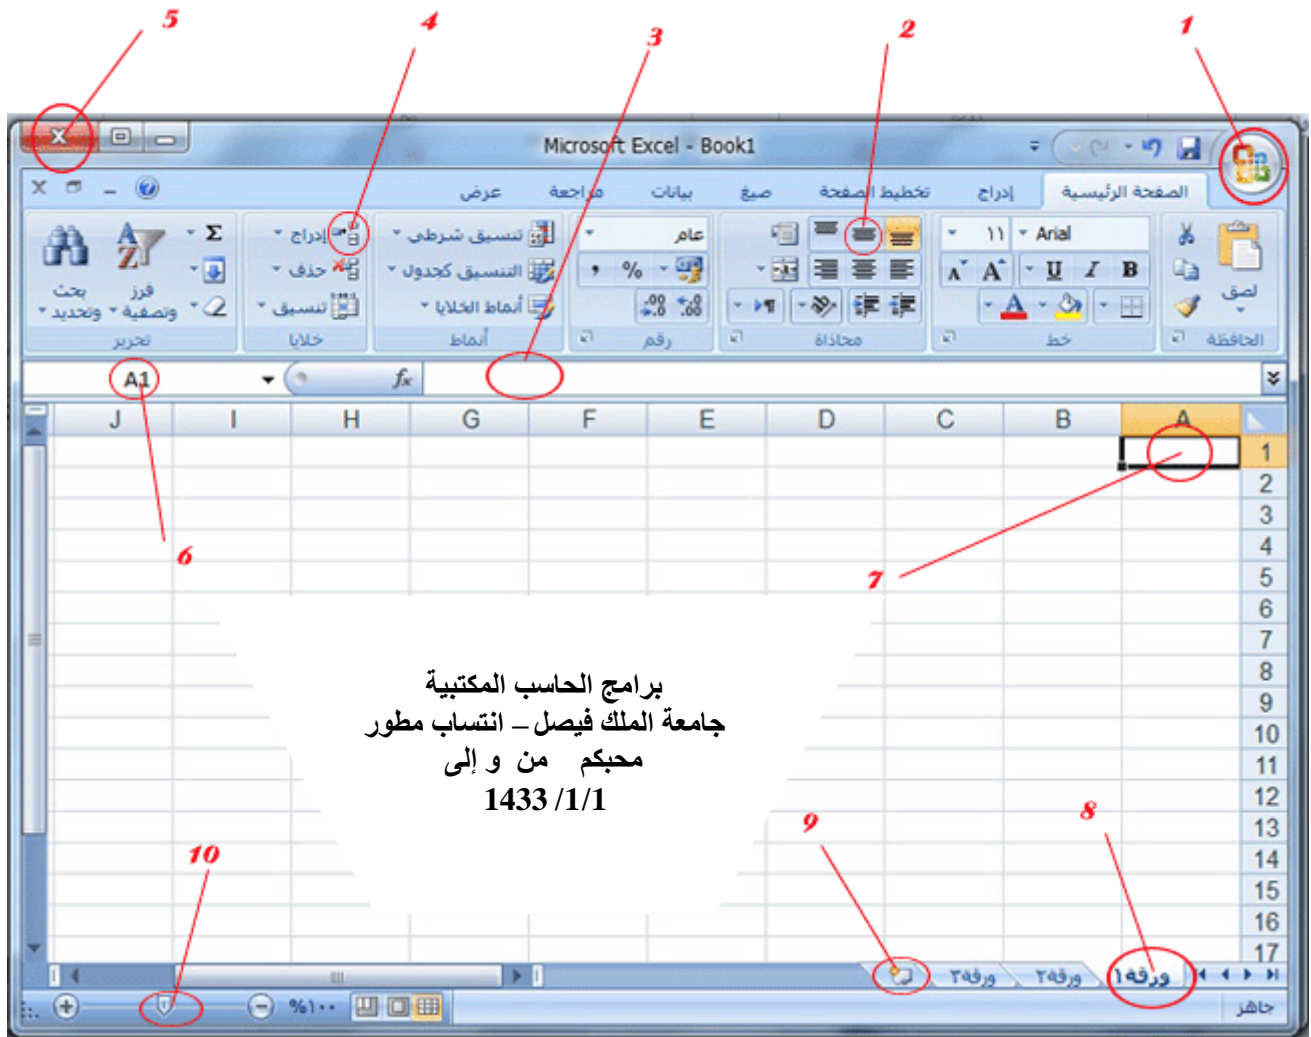 5 4 3 2 1
Microsoft Excel - Book1
الصفحة الرئيسية إدراج تخطيط الصفحة صيغ بيانات مراجعة عرض
Arial ١١ عام تنسيق شرطي إدراج Σ
B I U A A % , التنسيق كجدول حذف
لصق A .00 .0 أنماط الخلايا تنسيق فرز وتصفية بحث وتحديد
الحافظة خط محاذاة رقم أنماط خلايا تحرير
A1 fx
A B C D E F G H I J
1
2
3
4
6
5
7
6
7
برامج الحاسب المكتبية
8
جامعة الملك فيصل – انتساب مطور
9
10
محبكم من و إلى
11
1433 /1/1
12
8
9
13
10
14
15
16
17
ورقة١ ورقة٢ ورقة٣
جاهز %١٠٠